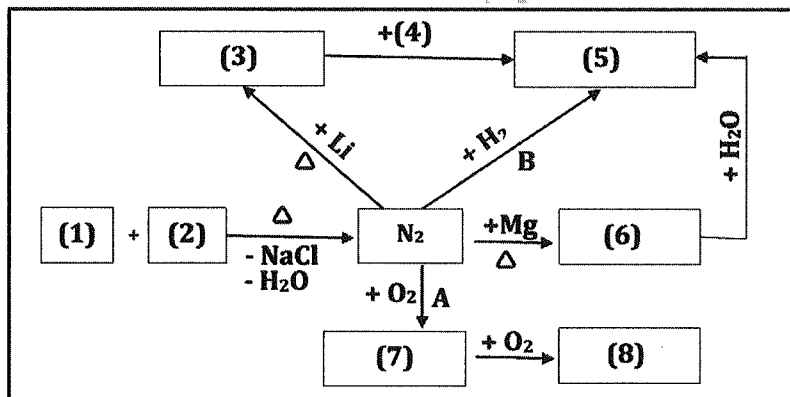 +(4)
(3)
(5)
+ Li
Δ
+ H₂
B
+ H₂O
(1) + (2)
Δ
- NaCl
- H₂O
N₂
+Mg
Δ
(6)
+ O₂ A
(7)
+ O₂
(8)